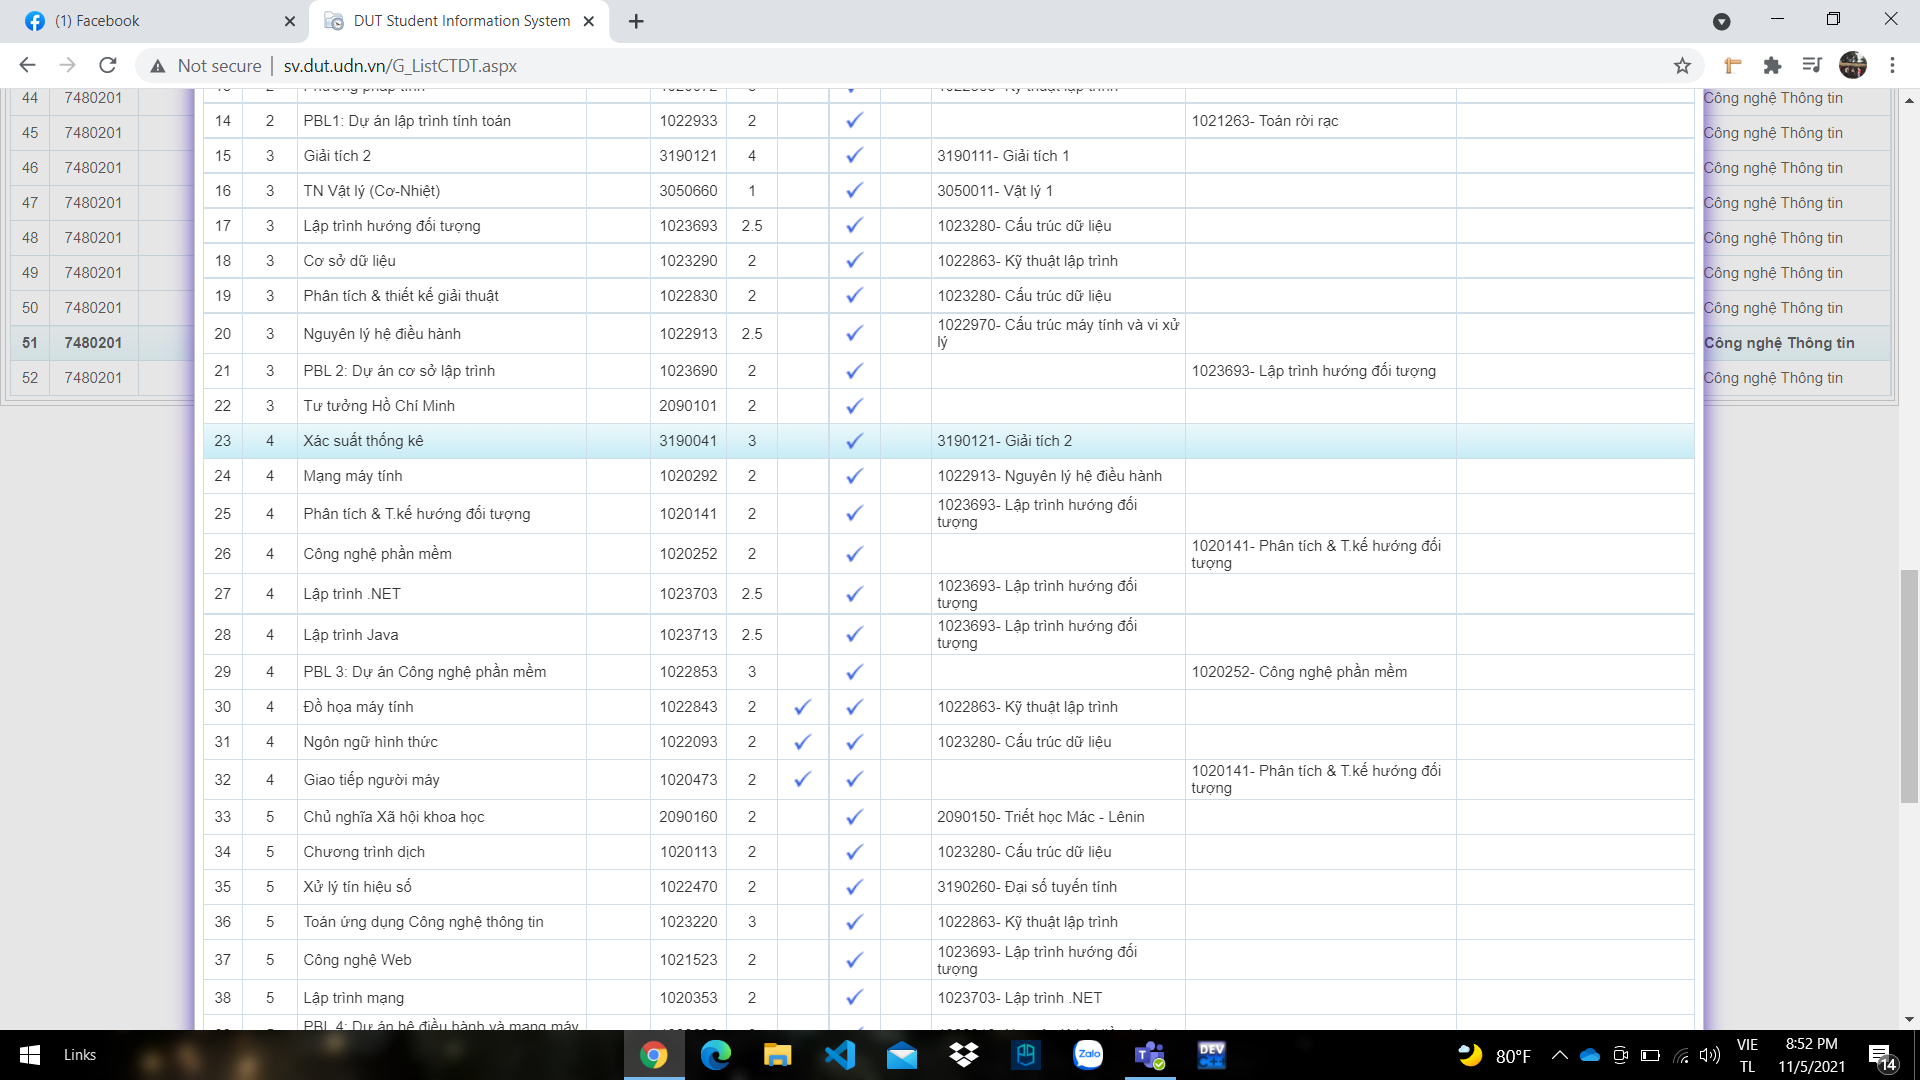 (1) Facebook
DUT Student Information System
Not secure
sv.dut.udn.vn/G_ListCTDT.aspx
44 7480201 Công nghệ Thông tin
14 2 PBL1: Dự án lập trình tính toán 1022933 2 1021263- Toán rời rạc
45 7480201 Công nghệ Thông tin
15 3 Giải tích 2 3190121 4 3190111- Giải tích 1
46 7480201 Công nghệ Thông tin
16 3 TN Vật lý (Cơ-Nhiệt) 3050660 1 3050011- Vật lý 1
47 7480201 Công nghệ Thông tin
17 3 Lập trình hướng đối tượng 1023693 2.5 1023280- Cấu trúc dữ liệu
48 7480201 Công nghệ Thông tin
18 3 Cơ sở dữ liệu 1023290 2 1022863- Kỹ thuật lập trình
49 7480201 Công nghệ Thông tin
19 3 Phân tích & thiết kế giải thuật 1022830 2 1023280- Cấu trúc dữ liệu
50 7480201 Công nghệ Thông tin
20 3 Nguyên lý hệ điều hành 1022913 2.5 1022970- Cấu trúc máy tính và vi xử
lý
51 7480201 Công nghệ Thông tin
21 3 PBL 2: Dự án cơ sở lập trình 1023690 2 1023693- Lập trình hướng đối tượng
52 7480201 Công nghệ Thông tin
22 3 Tư tưởng Hồ Chí Minh 2090101 2
23 4 Xác suất thống kê 3190041 3 3190121- Giải tích 2
24 4 Mạng máy tính 1020292 2 1022913- Nguyên lý hệ điều hành
25 4 Phân tích & T.kế hướng đối tượng 1020141 2 1023693- Lập trình hướng đối
tượng
26 4 Công nghệ phần mềm 1020252 2 1020141- Phân tích & T.kế hướng đối
tượng
27 4 Lập trình .NET 1023703 2.5 1023693- Lập trình hướng đối
tượng
28 4 Lập trình Java 1023713 2.5 1023693- Lập trình hướng đối
tượng
29 4 PBL 3: Dự án Công nghệ phần mềm 1022853 3 1020252- Công nghệ phần mềm
30 4 Đồ họa máy tính 1022843 2 1022863- Kỹ thuật lập trình
31 4 Ngôn ngữ hình thức 1022093 2 1023280- Cấu trúc dữ liệu
32 4 Giao tiếp người máy 1020473 2 1020141- Phân tích & T.kế hướng đối
tượng
33 5 Chủ nghĩa Xã hội khoa học 2090160 2 2090150- Triết học Mác - Lênin
34 5 Chương trình dịch 1020113 2 1023280- Cấu trúc dữ liệu
35 5 Xử lý tín hiệu số 1022470 2 3190260- Đại số tuyến tính
36 5 Toán ứng dụng Công nghệ thông tin 1023220 3 1022863- Kỹ thuật lập trình
37 5 Công nghệ Web 1021523 2 1023693- Lập trình hướng đối
tượng
38 5 Lập trình mạng 1020353 2 1023703- Lập trình .NET
PBL 4: Dự án hệ điều hành và mạng máy
Links
Zalo
DEV
C++
80°F
VIE
TL
8:52 PM
11/5/2021
14